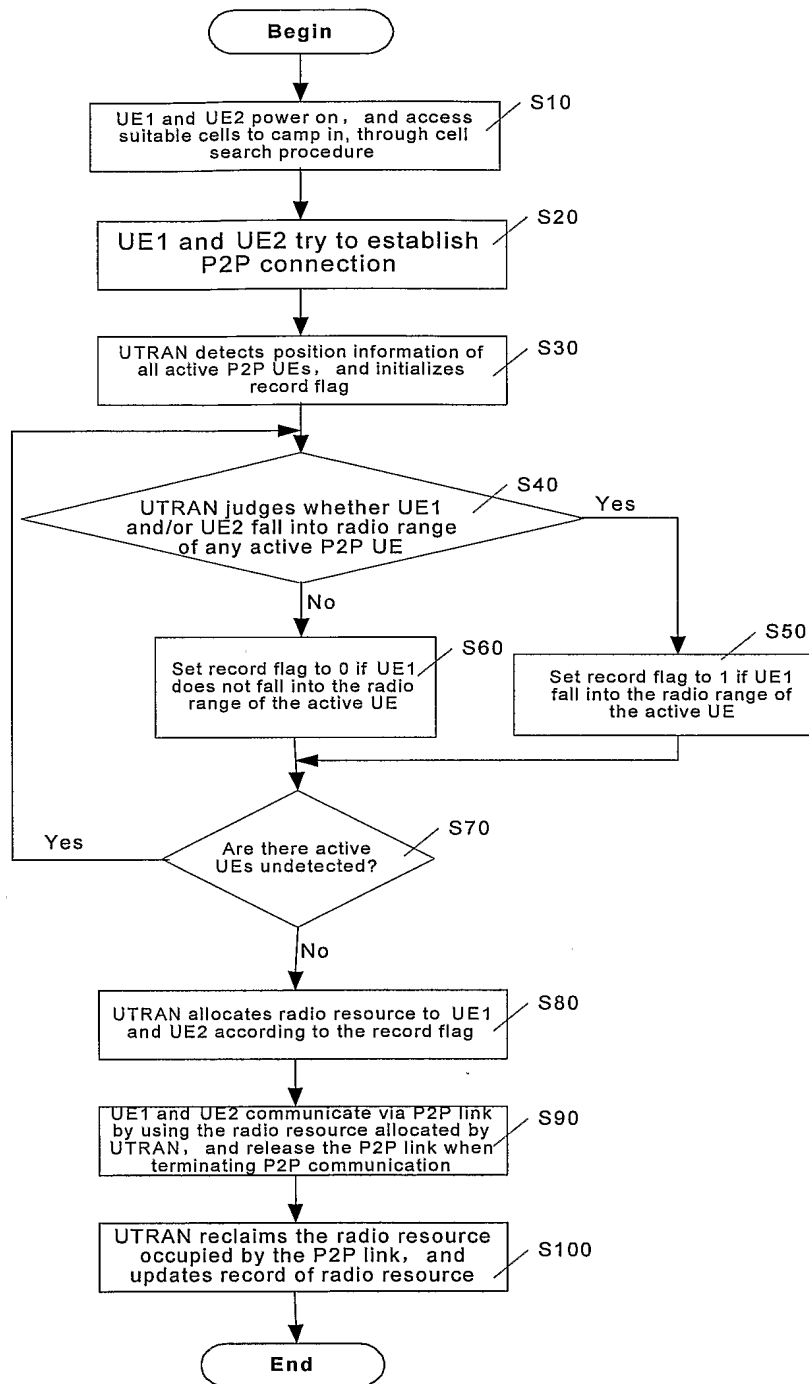 Begin
S10
UE1 and UE2 power on, and access
suitable cells to camp in, through cell
search procedure
S20
UE1 and UE2 try to establish
P2P connection
S30
UTRAN detects position information of
all active P2P UEs, and initializes
record flag
S40
UTRAN judges whether UE1
and/or UE2 fall into radio range
of any active P2P UE
Yes
No
S50
S60
Set record flag to 0 if UE1
does not fall into the radio
range of the active UE
Set record flag to 1 if UE1
fall into the radio range of
the active UE
S70
Yes
Are there active
UEs undetected?
No
S80
UTRAN allocates radio resource to UE1
and UE2 according to the record flag
S90
UE1 and UE2 communicate via P2P link
by using the radio resource allocated by
UTRAN, and release the P2P link when
terminating P2P communication
S100
UTRAN reclaims the radio resource
occupied by the P2P link, and
updates record of radio resource
End